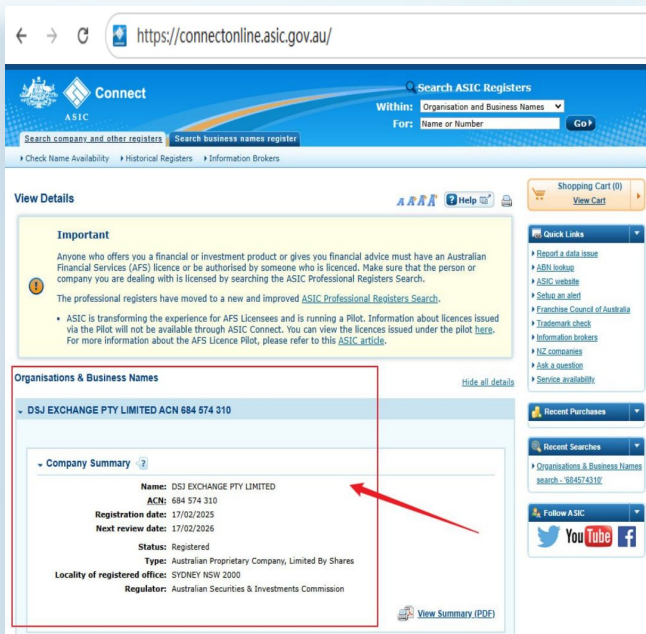 https://connectonline.asic.gov.au/
ASIC
Connect
Search ASIC Registers
Within: Organisation and Business Names
For: Name or Number Go
Search company and other registers Search business names register
Check Name Availability Historical Registers Information Brokers
View Details
A A A A Help
Shopping Cart (0)
View Cart
Important
Anyone who offers you a financial or investment product or gives you financial advice must have an Australian
Financial Services (AFS) licence or be authorised by someone who is licenced. Make sure that the person or
company you are dealing with is licensed by searching the ASIC Professional Registers Search.
The professional registers have moved to a new and improved ASIC Professional Registers Search.
• ASIC is transforming the experience for AFS Licensees and is running a Pilot. Information about licences issued
via the Pilot will not be available through ASIC Connect. You can view the licences issued under the pilot here.
For more information about the AFS Licence Pilot, please refer to this ASIC article.
Organisations & Business Names
Hide all details
DSJ EXCHANGE PTY LIMITED ACN 684 574 310
Company Summary ?
Name: DSJ EXCHANGE PTY LIMITED
ACN: 684 574 310
Registration date: 17/02/2025
Next review date: 17/02/2026
Status: Registered
Type: Australian Proprietary Company, Limited By Shares
Locality of registered office: SYDNEY NSW 2000
Regulator: Australian Securities & Investments Commission
View Summary (PDF)
Quick Links
Report a data issue
ABN lookup
ASIC website
Setup an alert
Franchise Council of Australia
Trademark check
Information brokers
NZ companies
Ask a question
Service availability
Recent Purchases
Recent Searches
Organisations & Business Names
search - '684574310'
Follow ASIC
YouTube f